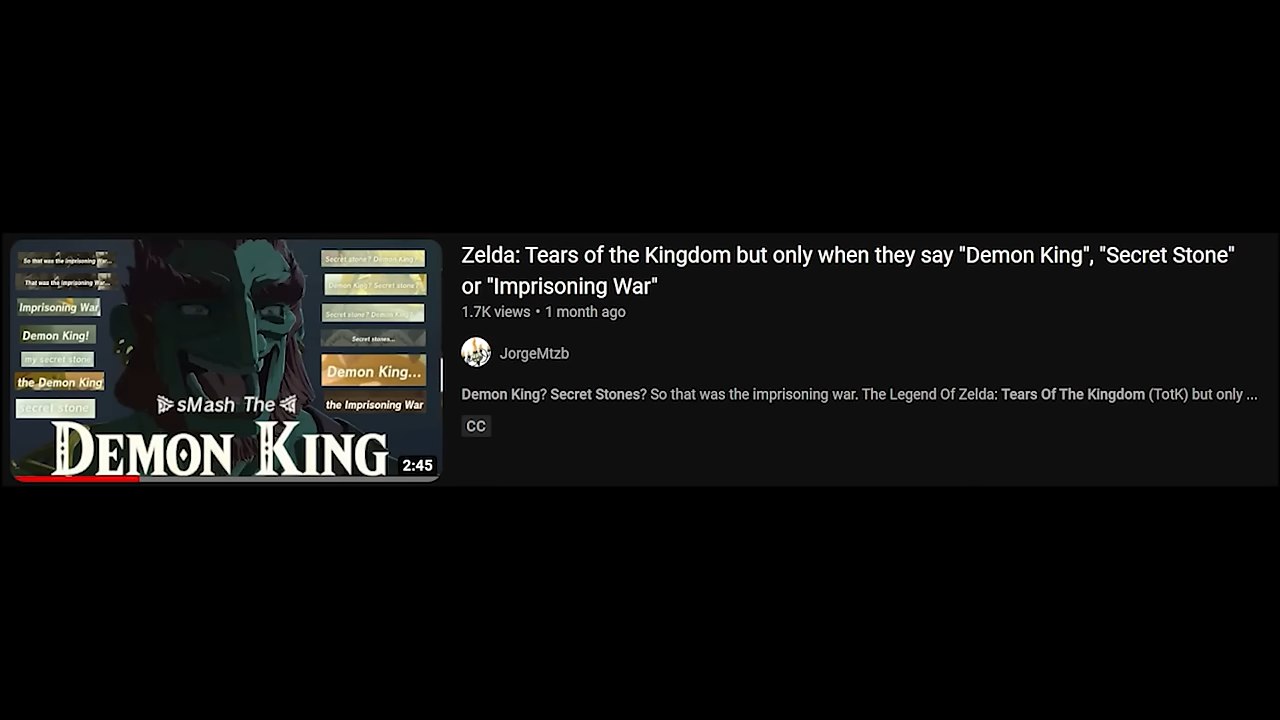 So that was the imprisoning War...
That was the imprisoning War...
Imprisoning War
Demon King!
my secret stone
the Demon King
secret stone
Secret stone? Demon King?
Demon King? Secret stone?
Secret stone? Demon King?
Secret stones...
Demon King...
the Imprisoning War
sMash The
DEMON KING
2:45
Zelda: Tears of the Kingdom but only when they say "Demon King", "Secret Stone"
or "Imprisoning War"
1.7K views • 1 month ago
JorgeMtzb
Demon King? Secret Stones? So that was the imprisoning war. The Legend Of Zelda: Tears Of The Kingdom (TotK) but only ...
CC